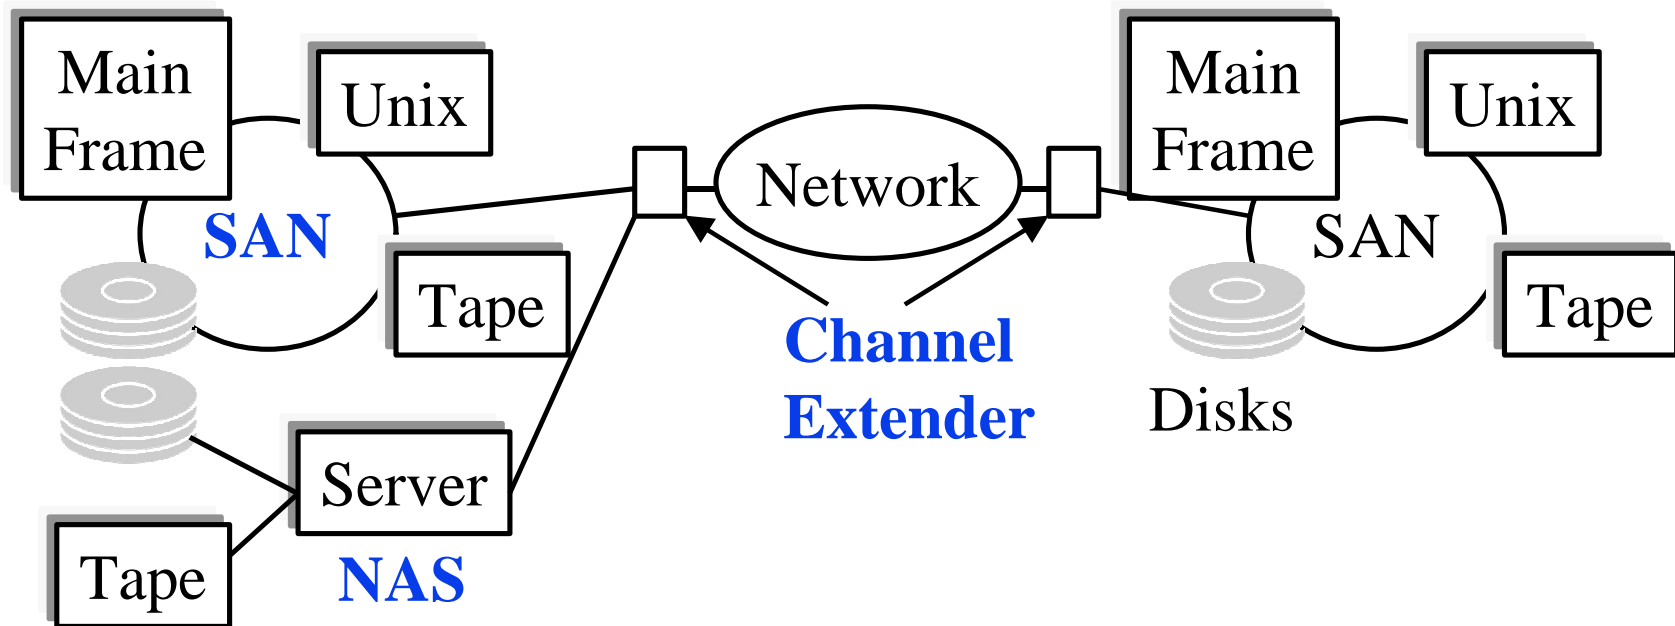 Main
Frame
Unix
SAN
Tape
Server
NAS
Tape
Network
Channel
Extender
Main
Frame
Unix
SAN
Tape
Disks